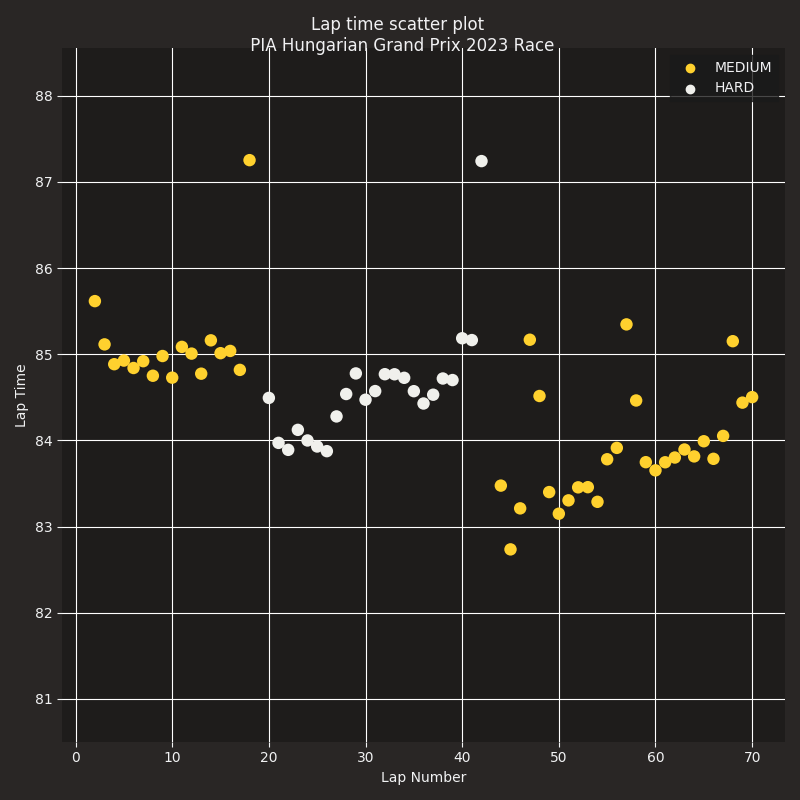 Lap time scatter plot
PIA Hungarian Grand Prix 2023 Race
MEDIUM
HARD
88
87
86
85
84
83
82
81
Lap Time
0 10 20 30 40 50 60 70
Lap Number